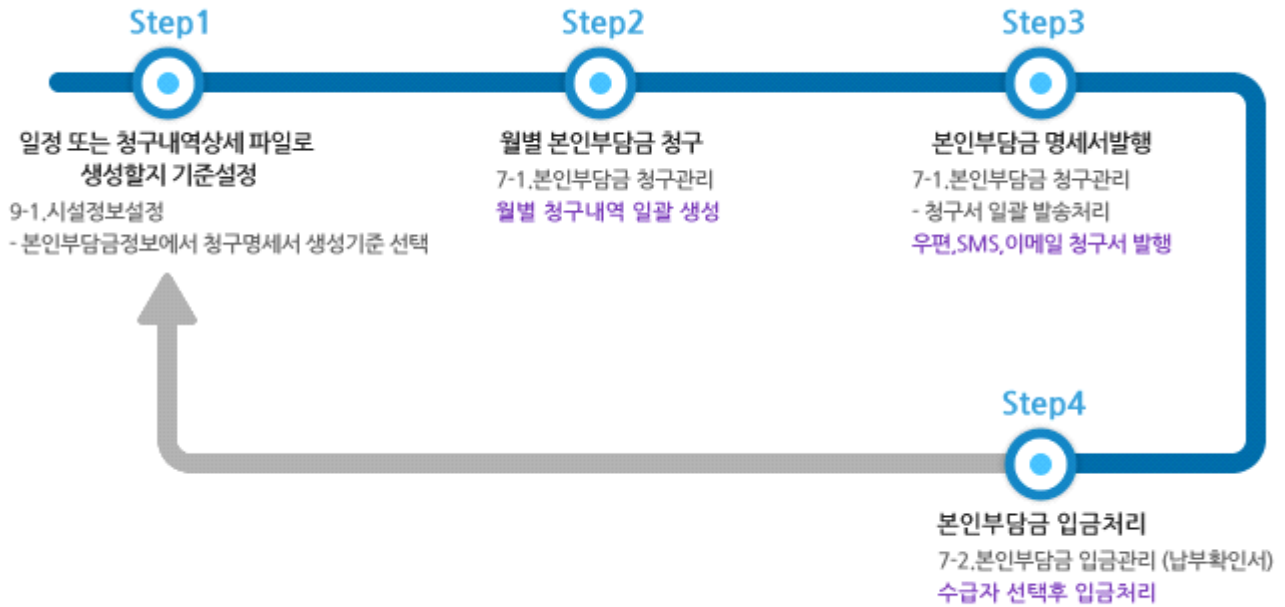 Step1
일정 또는 청구내역상세 파일로
생성할지 기준설정
9-1.시설정보설정
- 본인부담금정보에서 청구명세서 생성기준 선택
Step2
월별 본인부담금 청구
7-1.본인부담금 청구관리
월별 청구내역 일괄 생성
Step3
본인부담금 명세서발행
7-1.본인부담금 청구관리
- 청구서 일괄 발송처리
우편,SMS,이메일 청구서 발행
Step4
본인부담금 입금처리
7-2.본인부담금 입금관리 (납부확인서)
수급자 선택후 입금처리